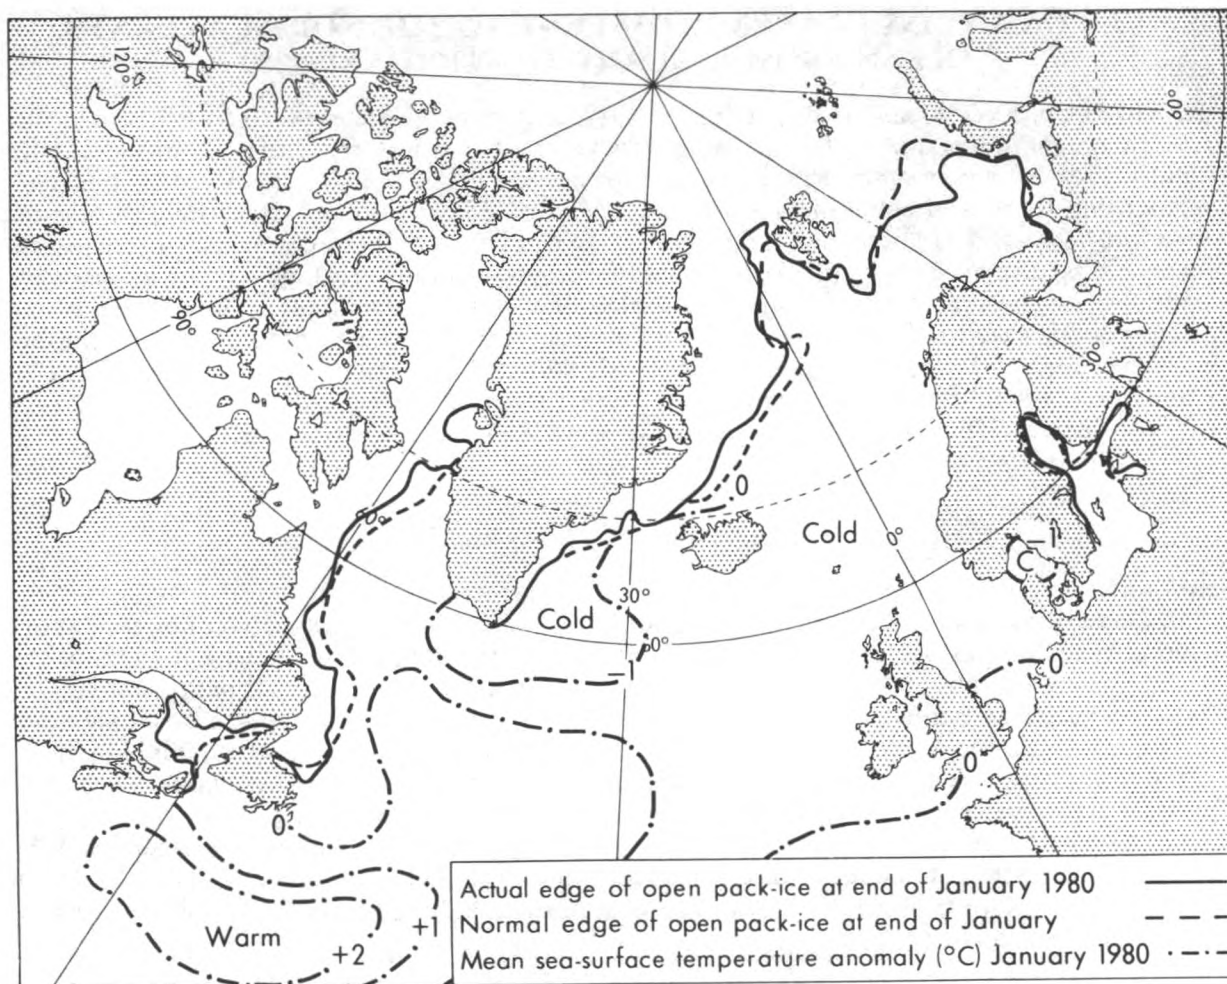 120°
60°
90°
30°
60°
0
Cold
0°
-1
30°
Cold
60°
-1
0
0
0
Warm
+1
+2
Actual edge of open pack-ice at end of January 1980
Normal edge of open pack-ice at end of January
Mean sea-surface temperature anomaly (°C) January 1980